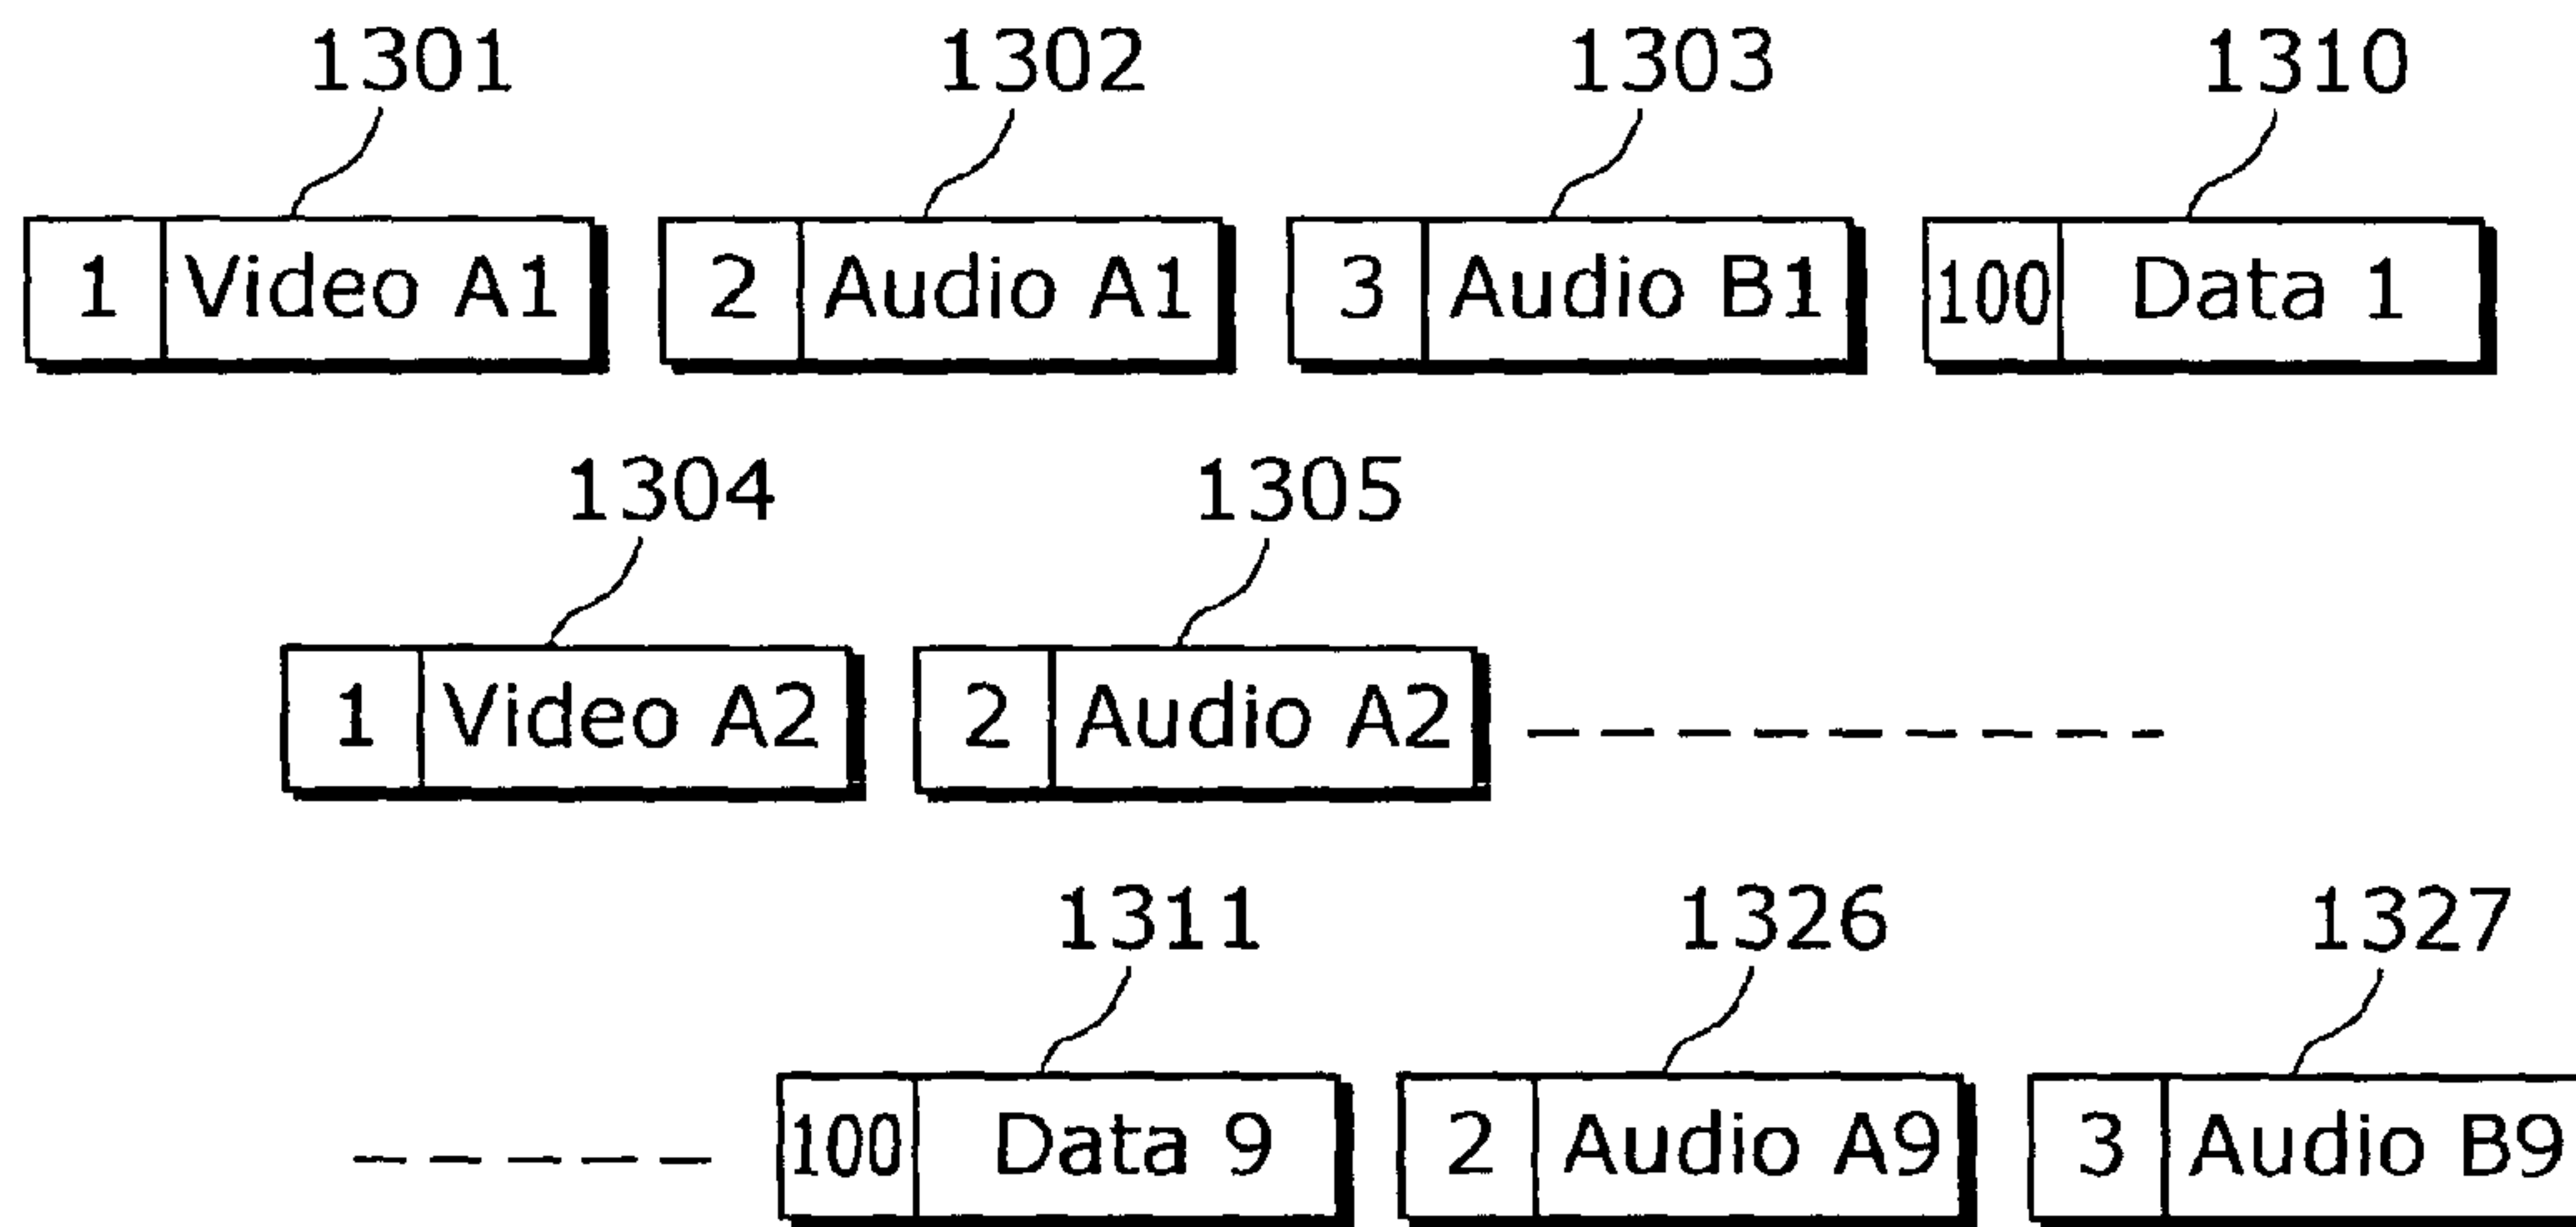 1301 1302 1303 1310
1 Video A1 2 Audio A1 3 Audio B1 100 Data 1
1304 1305
1 Video A2 2 Audio A2
1311 1326 1327
100 Data 9 2 Audio A9 3 Audio B9